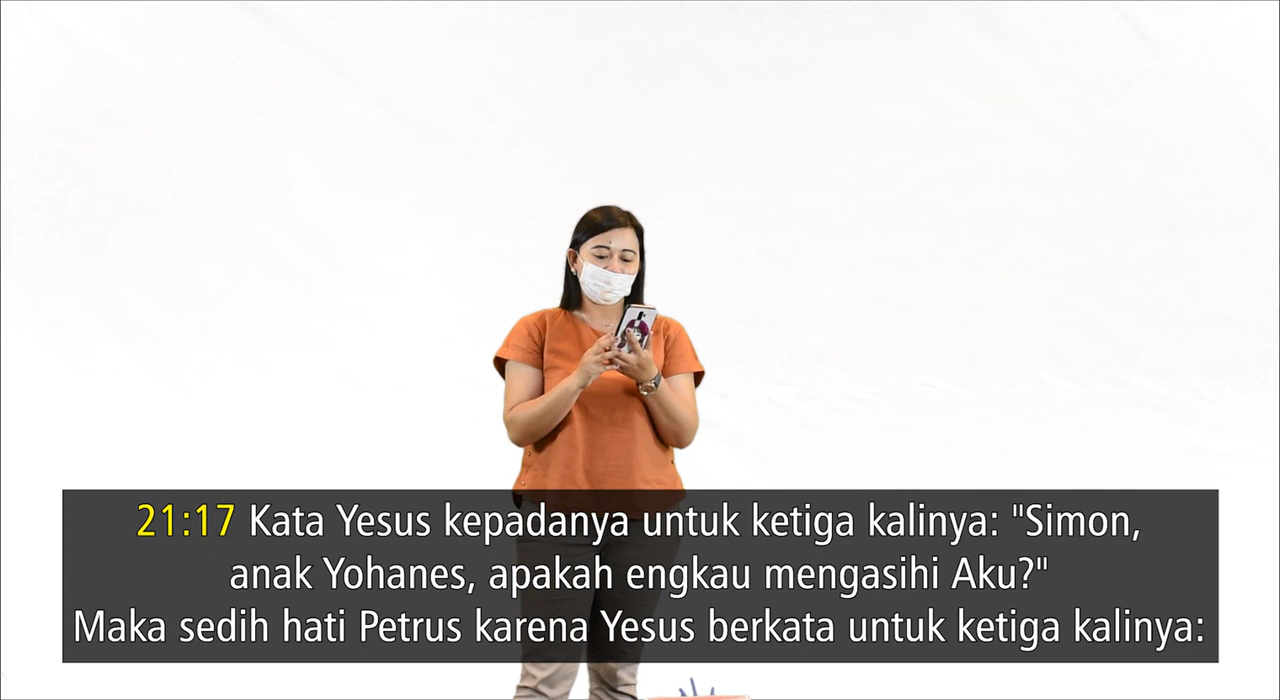 21:17 Kata Yesus kepadanya untuk ketiga kalinya: "Simon,
anak Yohanes, apakah engkau mengasihi Aku?"
Maka sedih hati Petrus karena Yesus berkata untuk ketiga kalinya: